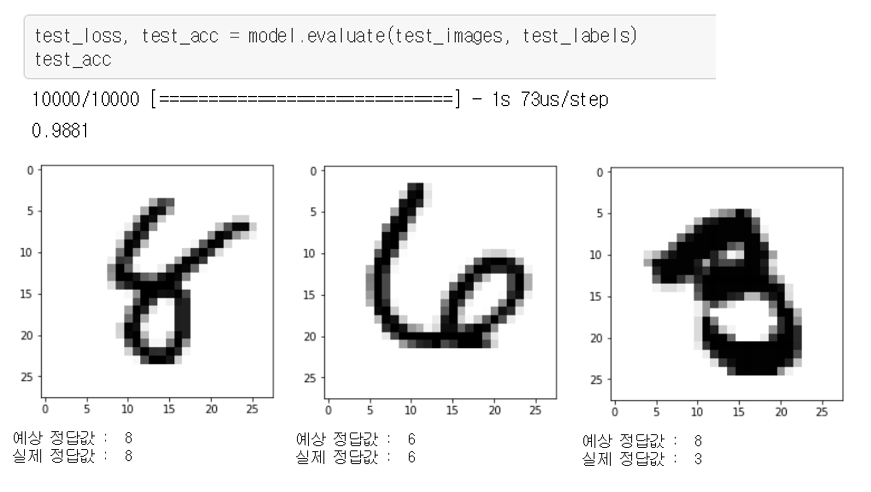 test_loss, test_acc = model.evaluate(test_images, test_labels)
test_acc
10000/10000 [==============================] - 1s 73us/step
0.9881
0
5
10
15
20
25
0 5 10 15 20 25
예상 정답값 : 8
실제 정답값 : 8
0
5
10
15
20
25
0 5 10 15 20 25
예상 정답값 : 6
실제 정답값 : 6
0
5
10
15
20
25
0 5 10 15 20 25
예상 정답값 : 8
실제 정답값 : 3